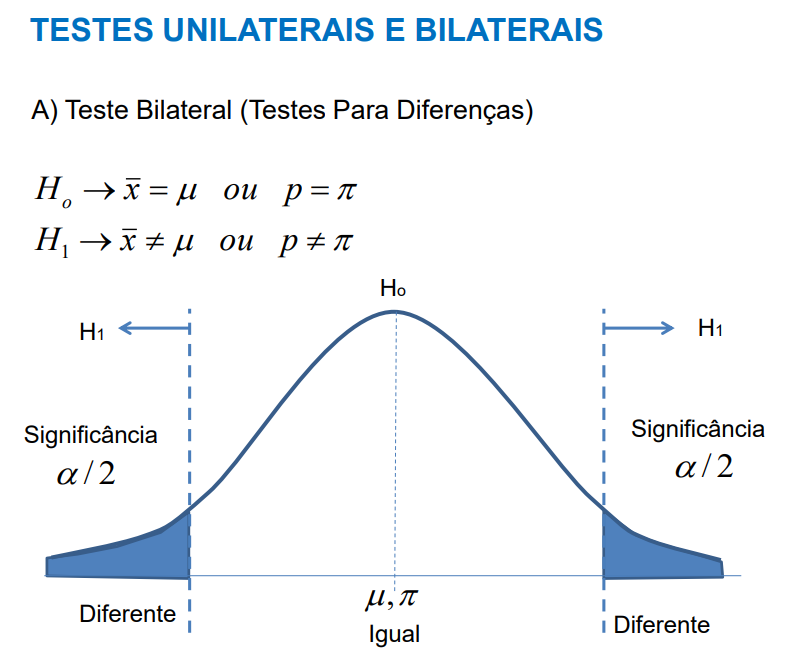 TESTES UNILATERAIS E BILATERAIS
A) Teste Bilateral (Testes Para Diferenças)
Hₒ → x̄ = μ ou p = π
H₁ → x̄ ≠ μ ou p ≠ π
Hₒ
H₁
H₁
Significância
α/2
Significância
α/2
Diferente
μ,π
Igual
Diferente